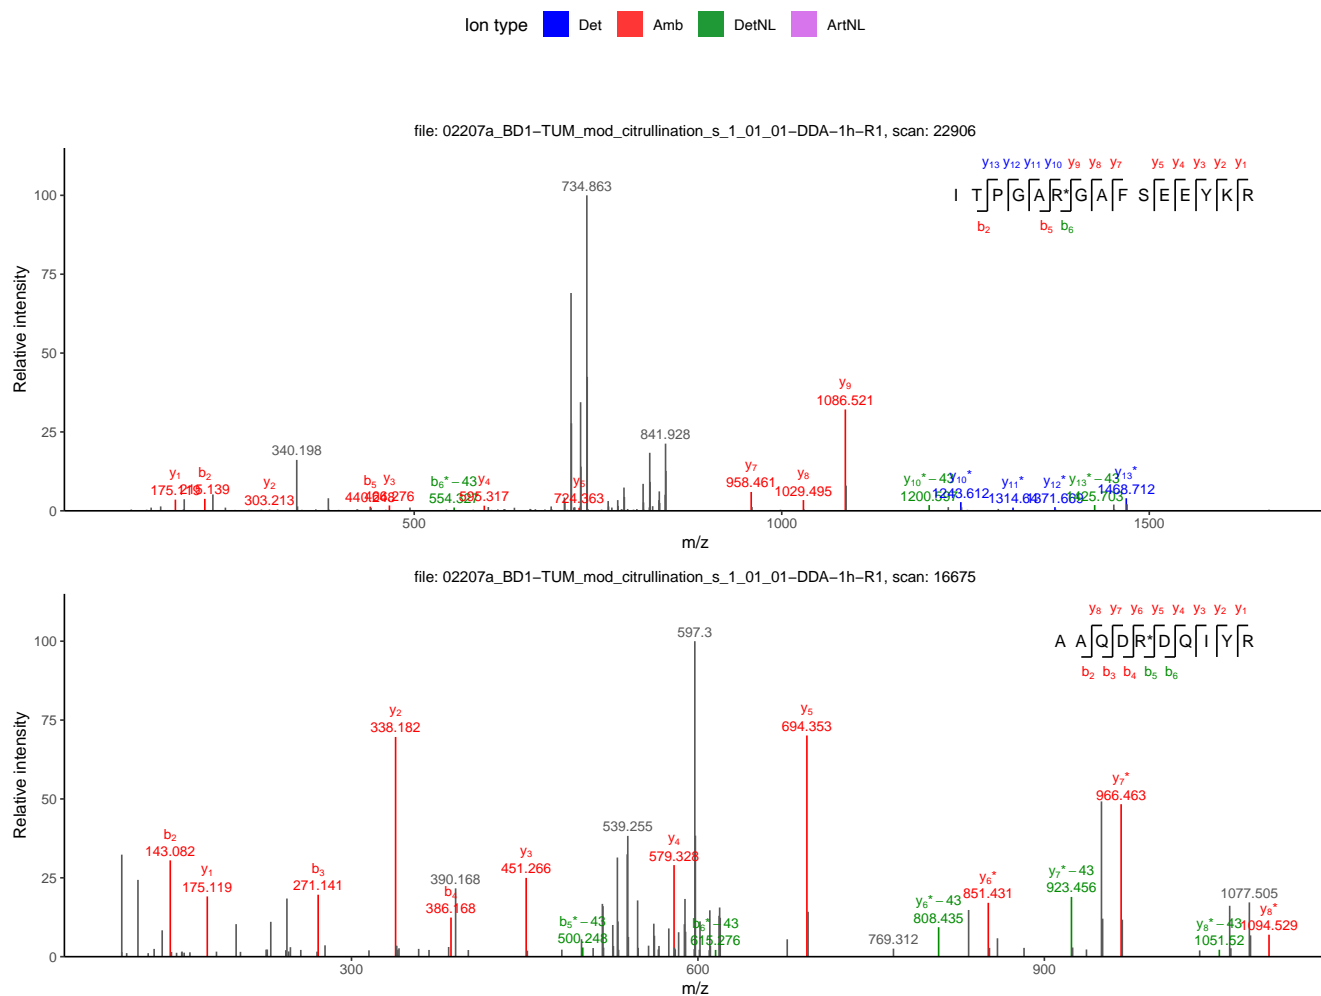 Ion type Det Amb DetNL ArtNL
file: 02207a_BD1−TUM_mod_citrullination_s_1_01_01−DDA−1h−R1, scan: 22906
y13 y12 y11 y10 y9 y8 y7 y5 y4 y3 y2 y1
I T P G A R* G A F S E E Y K R
b2 b5 b6
Relative intensity
100
75
50
25
0
734.863
y9
1086.521
841.928
340.198
y1
175.119
b2
215.139
y2
303.213
b5
440.248
y3
466.276
b6*−43
554.327
y4
595.317
y5
724.363
y7
958.461
y8
1029.495
y10*−43
1200.597
y10*
1243.612
y11*
1314.643
y12*
1371.669
y13*−43
1425.703
y13*
1468.712
500 1000 1500
m/z
file: 02207a_BD1−TUM_mod_citrullination_s_1_01_01−DDA−1h−R1, scan: 16675
y8 y7 y6 y5 y4 y3 y2 y1
A A Q D R* D Q I Y R
b2 b3 b4 b5 b6
Relative intensity
100
75
50
25
0
597.3
y2
338.182
y5
694.353
y7*
966.463
539.255
b2
143.082
y4
579.328
y3
451.266
y1
175.119
b3
271.141
390.168
b4
386.168
b5*−43
500.248
b6*−43
615.276
769.312
y6*−43
808.435
y6*
851.431
y7*−43
923.456
1077.505
y8*−43
1051.52
y8*
1094.529
300 600 900
m/z